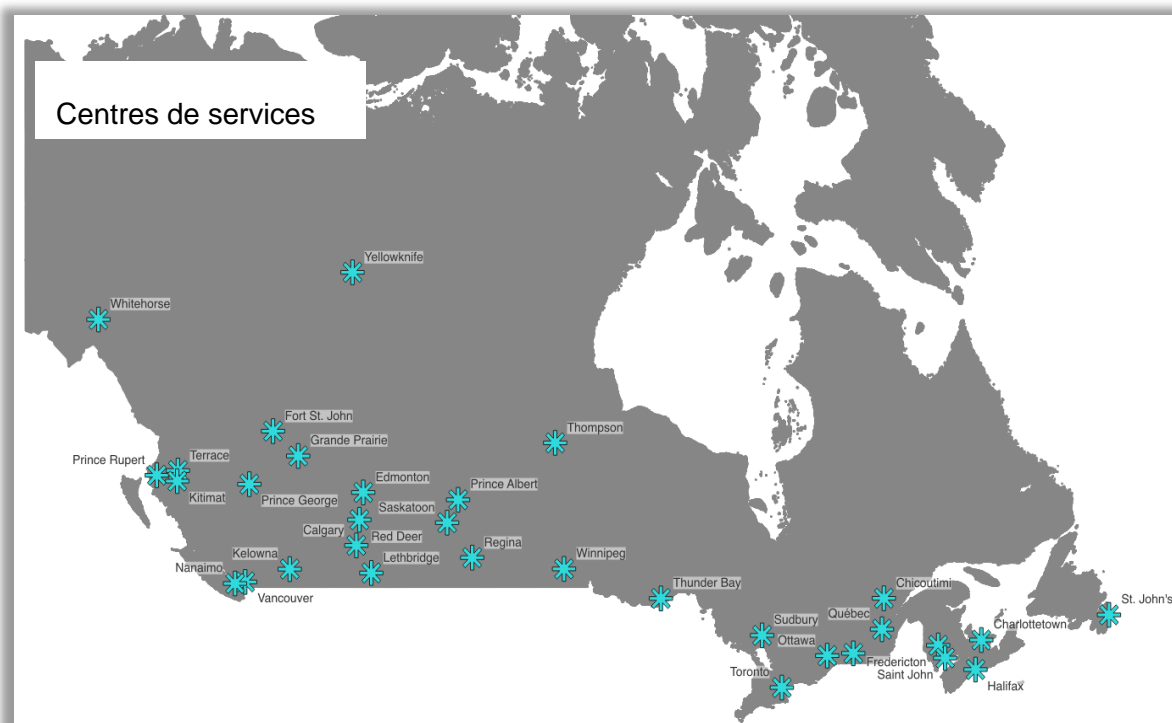 Centres de services
Yellowknife
Whitehorse
Fort St. John
Thompson
Grande Prairie
Prince Rupert
Terrace
Edmonton
Prince Albert
Kitimat
Prince George
Saskatoon
Calgary
Red Deer
Regina
Kelowna
Lethbridge
Winnipeg
Nanaimo
Vancouver
Thunder Bay
Chicoutimi
St. John's
Québec
Sudbury
Charlottetown
Ottawa
Fredericton
Saint John
Toronto
Halifax